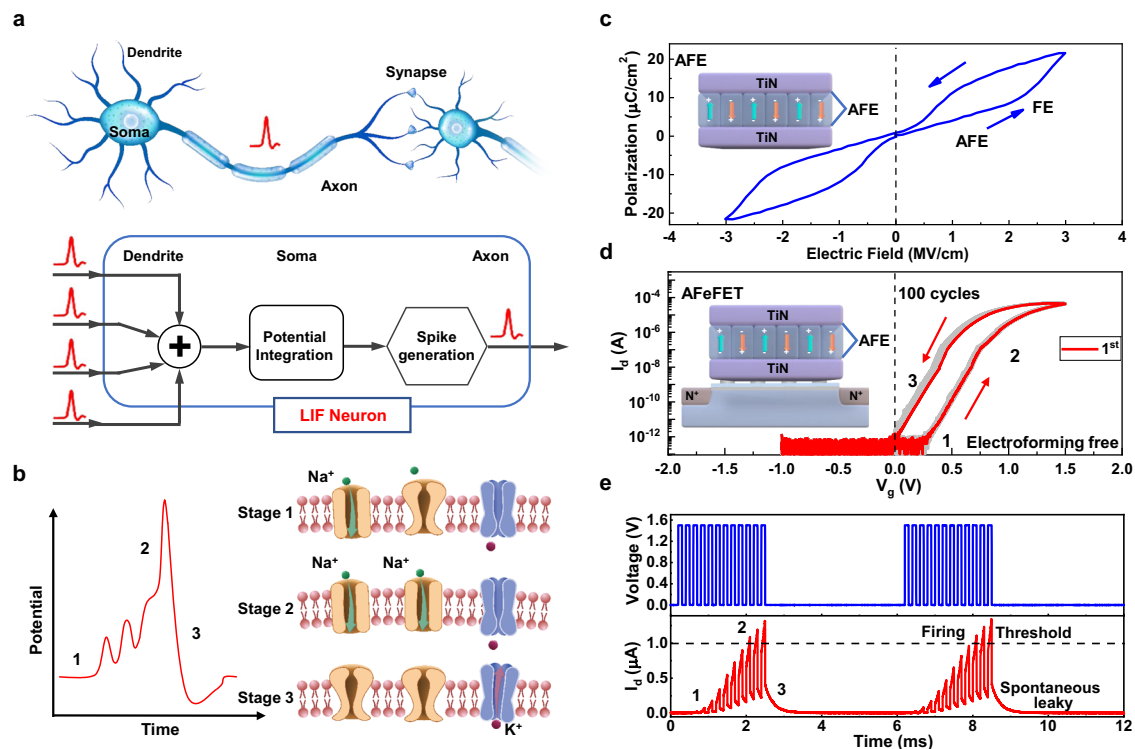 a
Dendrite
Soma
Axon
Synapse
Dendrite
Soma
Axon
+
Potential
Integration
Spike
generation
LIF Neuron
b
Potential
Time
1
2
3
Na⁺
Stage 1
Na⁺
Na⁺
Stage 2
Stage 3
K⁺
c
AFE
TiN
AFE
TiN
FE
AFE
Polarization (μC/cm²)
20
10
0
-10
-20
-4 -3 -2 -1 0 1 2 3 4
Electric Field (MV/cm)
d
AFeFET
100 cycles
TiN
AFE
TiN
N⁺ N⁺
1ˢᵗ
3
2
1
Electroforming free
I_d (A)
10⁻⁴
10⁻⁶
10⁻⁸
10⁻¹⁰
10⁻¹²
-2.0 -1.5 -1.0 -0.5 0.0 0.5 1.0 1.5 2.0
V_g (V)
e
Voltage (V)
1.6
1.2
0.8
0.4
0.0
I_d (μA)
1.0
0.5
0.0
1
2
3
Firing Threshold
Spontaneous
leaky
0 2 4 6 8 10 12
Time (ms)